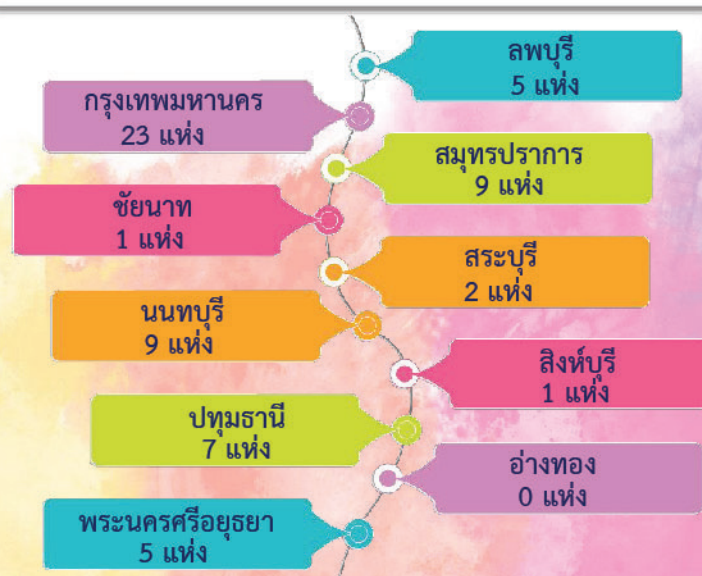 ลพบุรี
5 แห่ง
กรุงเทพมหานคร
23 แห่ง
สมุทรปราการ
9 แห่ง
ชัยนาท
1 แห่ง
สระบุรี
2 แห่ง
นนทบุรี
9 แห่ง
สิงห์บุรี
1 แห่ง
ปทุมธานี
7 แห่ง
อ่างทอง
0 แห่ง
พระนครศรีอยุธยา
5 แห่ง